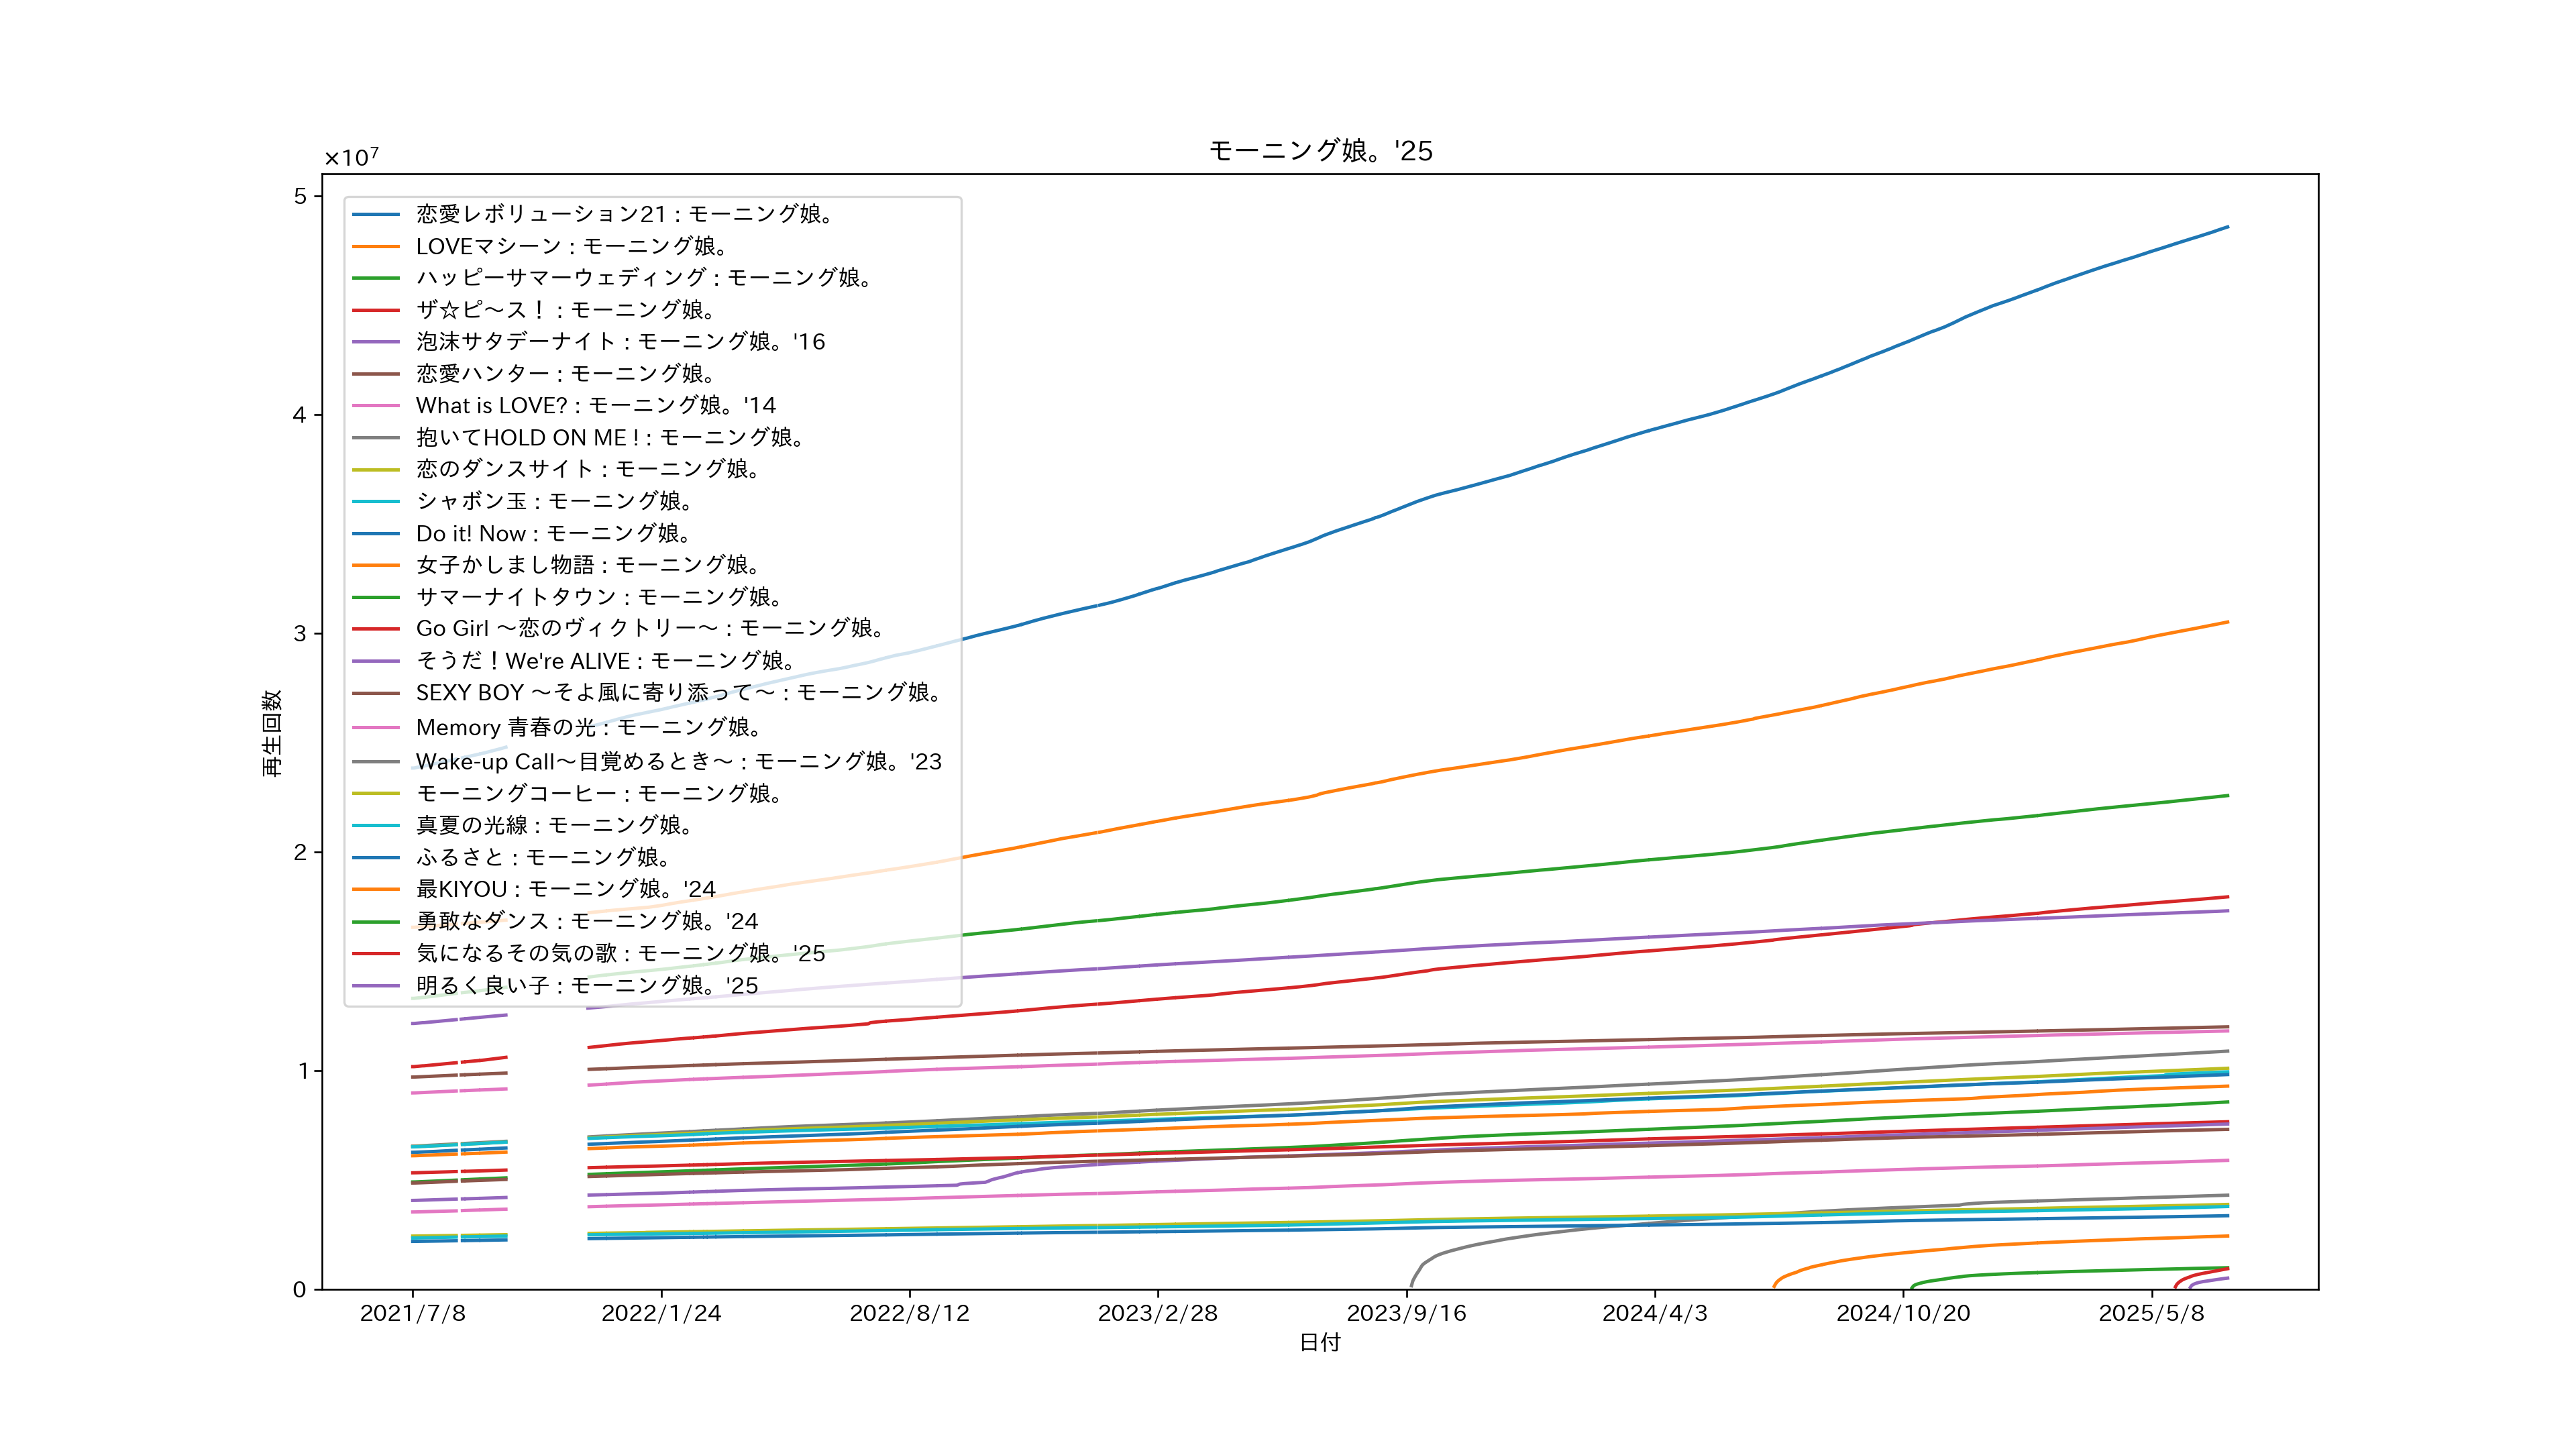 モーニング娘。'25
×10⁷
5
4
3
2
1
0
再生回数
恋愛レボリューション21 : モーニング娘。
LOVEマシーン : モーニング娘。
ハッピーサマーウェディング : モーニング娘。
ザ☆ピ〜ス！ : モーニング娘。
泡沫サタデーナイト : モーニング娘。'16
恋愛ハンター : モーニング娘。
What is LOVE? : モーニング娘。'14
抱いてHOLD ON ME ! : モーニング娘。
恋のダンスサイト : モーニング娘。
シャボン玉 : モーニング娘。
Do it! Now : モーニング娘。
女子かしまし物語 : モーニング娘。
サマーナイトタウン : モーニング娘。
Go Girl 〜恋のヴィクトリー〜 : モーニング娘。
そうだ！We're ALIVE : モーニング娘。
SEXY BOY 〜そよ風に寄り添って〜 : モーニング娘。
Memory 青春の光 : モーニング娘。
Wake-up Call〜目覚めるとき〜 : モーニング娘。'23
モーニングコーヒー : モーニング娘。
真夏の光線 : モーニング娘。
ふるさと : モーニング娘。
最KIYOU : モーニング娘。'24
勇敢なダンス : モーニング娘。'24
気になるその気の歌 : モーニング娘。'25
明るく良い子 : モーニング娘。'25
2021/7/8 2022/1/24 2022/8/12 2023/2/28 2023/9/16 2024/4/3 2024/10/20 2025/5/8
日付